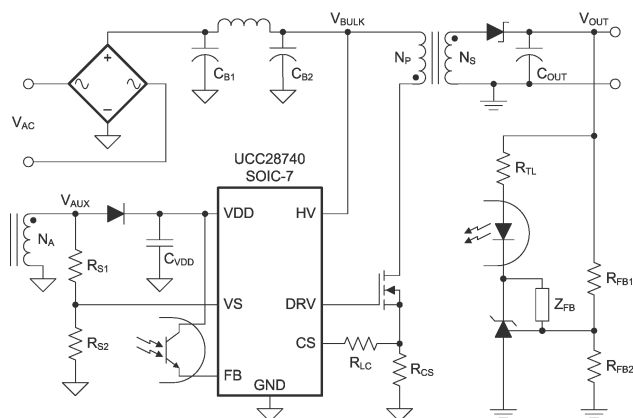 V_BULK
V_OUT
+
C_B1
C_B2
N_P
N_S
C_OUT
V_AC
−
UCC28740
SOIC-7
R_TL
V_AUX
VDD
HV
N_A
C_VDD
R_S1
R_FB1
VS
DRV
Z_FB
R_S2
CS
R_LC
FB
R_CS
R_FB2
GND